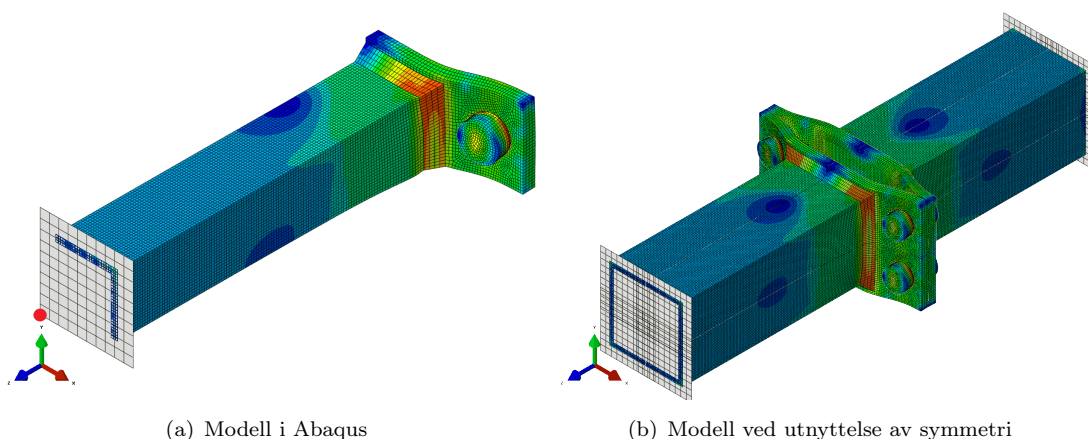 Y
Z
X
(a) Modell i Abaqus
Y
Z
X
(b) Modell ved utnyttelse av symmetri